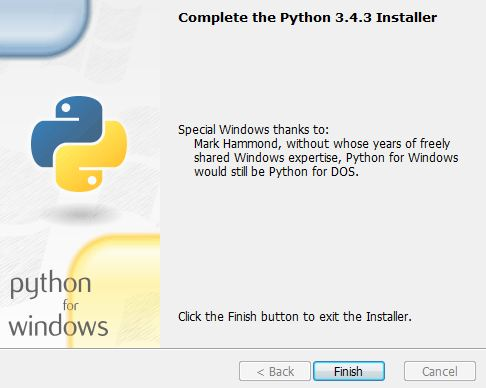 Complete the Python 3.4.3 Installer
Special Windows thanks to:
Mark Hammond, without whose years of freely
shared Windows expertise, Python for Windows
would still be Python for DOS.
python
for
windows
Click the Finish button to exit the Installer.
< Back
Finish
Cancel